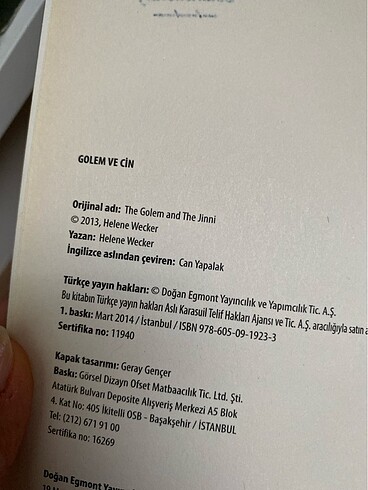 GOLEM VE CİN
Orijinal adı: The Golem and The Jinni
© 2013, Helene Wecker
Yazan: Helene Wecker
İngilizce aslından çeviren: Can Yapalak
Türkçe yayın hakları: © Doğan Egmont Yayıncılık ve Yapımcılık Tic. A.Ş.
Bu kitabın Türkçe yayın hakları Aslı Karasuil Telif Hakları Ajansı ve Tic. A.Ş. aracılığıyla satın
1. baskı: Mart 2014 / İstanbul / ISBN 978-605-09-1923-3
Sertifika no: 11940
Kapak tasarımı: Geray Gençer
Baskı: Görsel Dizayn Ofset Matbaacılık Tic. Ltd. Şti.
Atatürk Bulvarı Deposite Alışveriş Merkezi A5 Blok
4. Kat No: 405 İkitelli OSB - Başakşehir / İSTANBUL
Tel: (212) 671 91 00
Sertifika no: 16269
Doğan Egmont